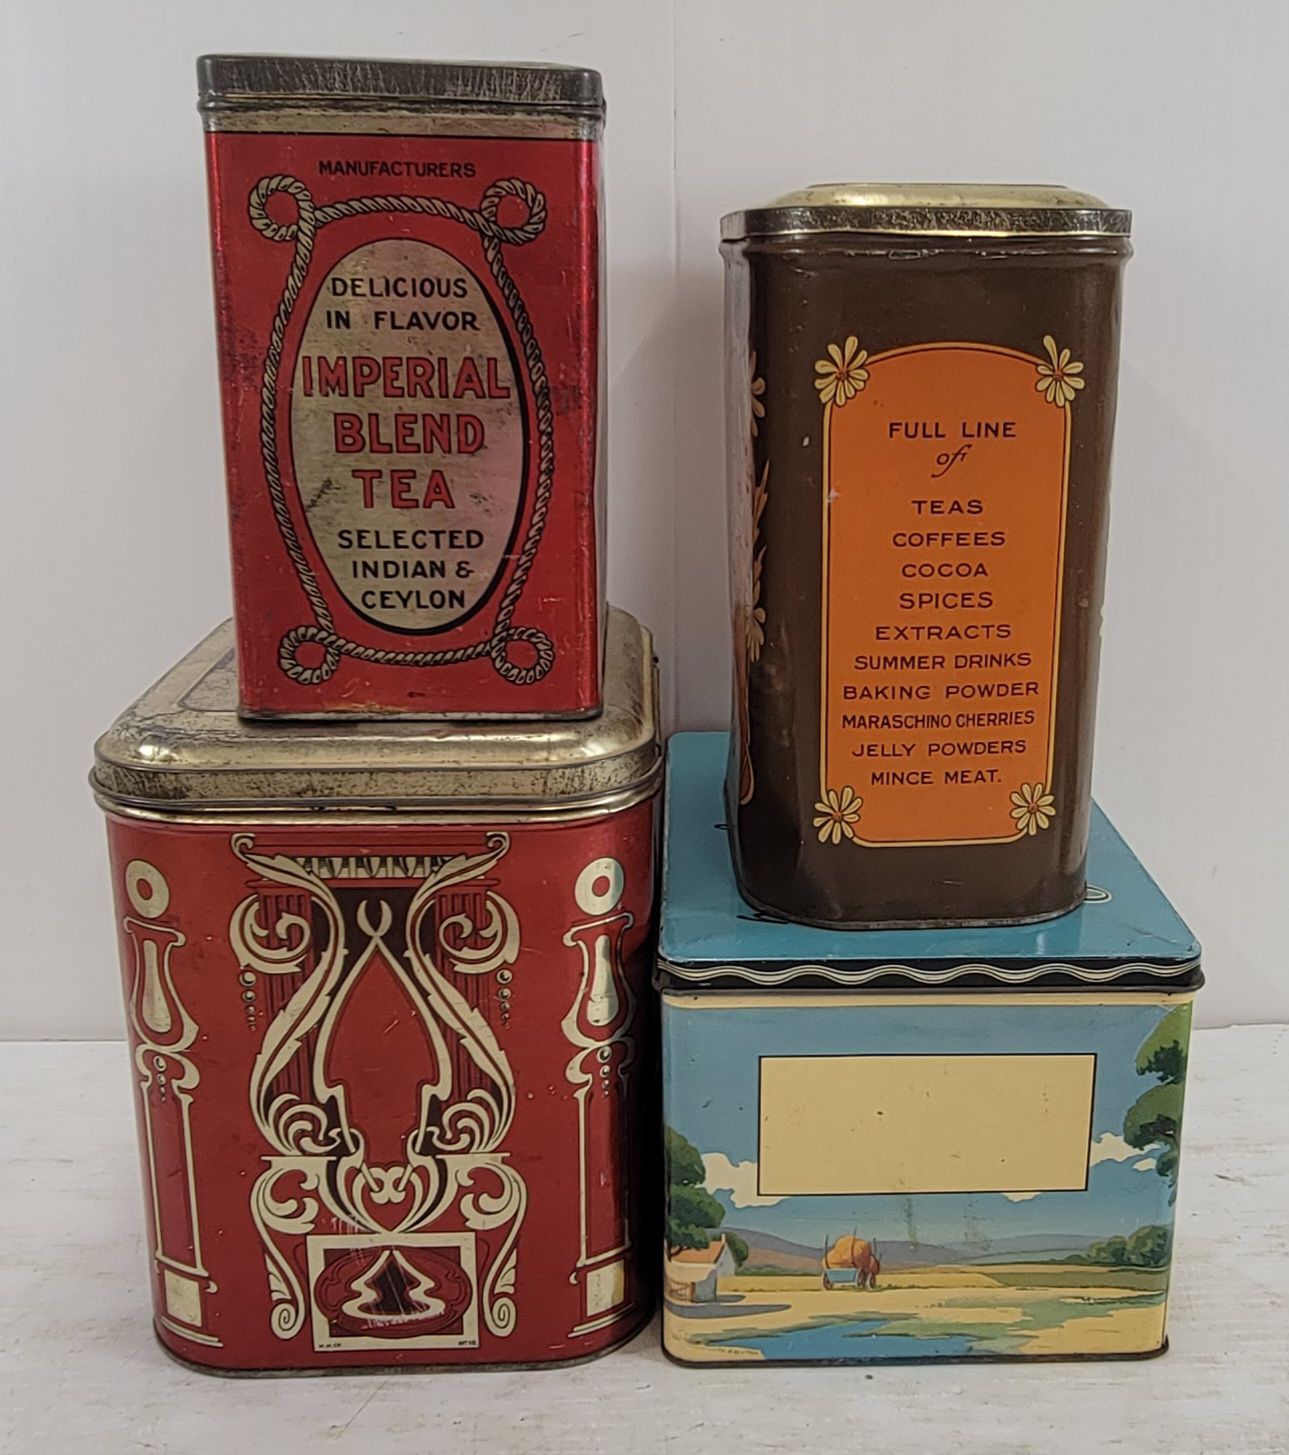 MANUFACTURERS
DELICIOUS
IN FLAVOR
IMPERIAL
BLEND
TEA
SELECTED
INDIAN &
CEYLON
FULL LINE
of
TEAS
COFFEES
COCOA
SPICES
EXTRACTS
SUMMER DRINKS
BAKING POWDER
MARASCHINO CHERRIES
JELLY POWDERS
MINCE MEAT.